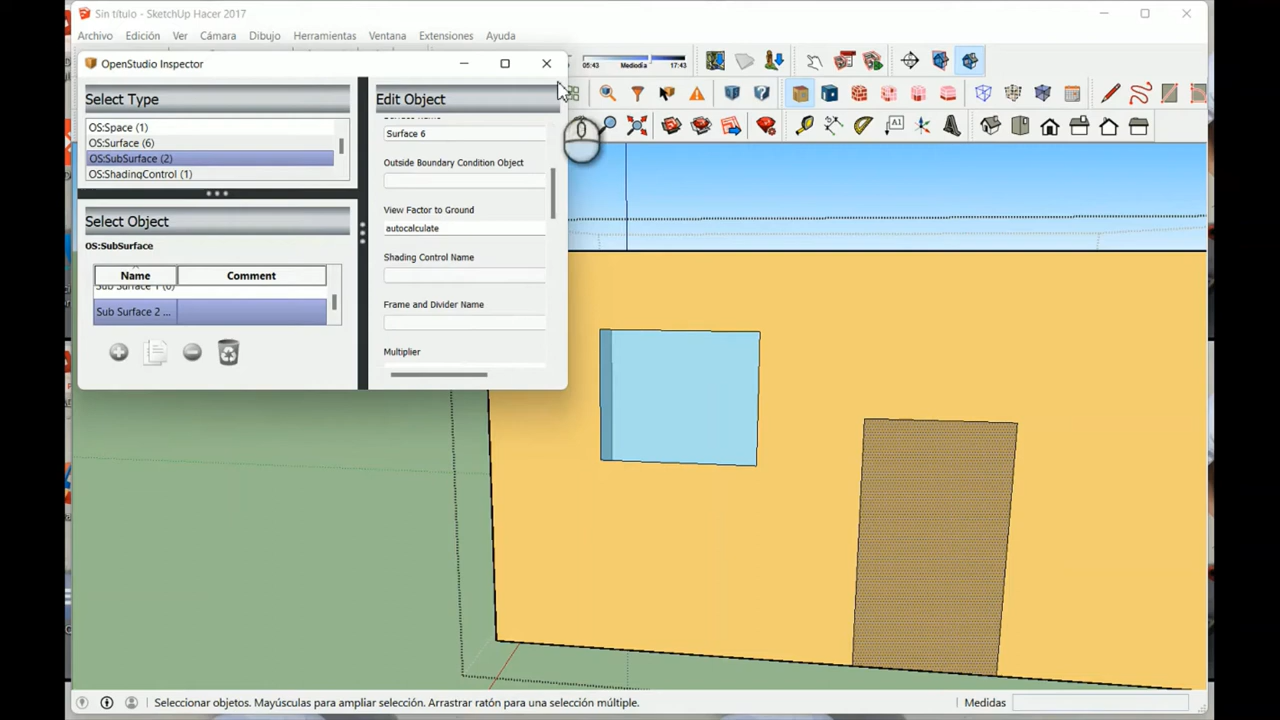 Sin título - SketchUp Hacer 2017
Archivo Edición Ver Cámara Dibujo Herramientas Ventana Extensiones Ayuda
OpenStudio Inspector
05:43 Mediodía 17:43
Select Type
OS:Space (1)
OS:Surface (6)
OS:SubSurface (2)
OS:ShadingControl (1)
Select Object
OS:SubSurface
Name Comment
Sub Surface 2 ...
Edit Object
Surface 6
Outside Boundary Condition Object
View Factor to Ground
autocalculate
Shading Control Name
Frame and Divider Name
Multiplier
A1
Seleccionar objetos. Mayúsculas para ampliar selección. Arrastrar ratón para una selección múltiple.
Medidas